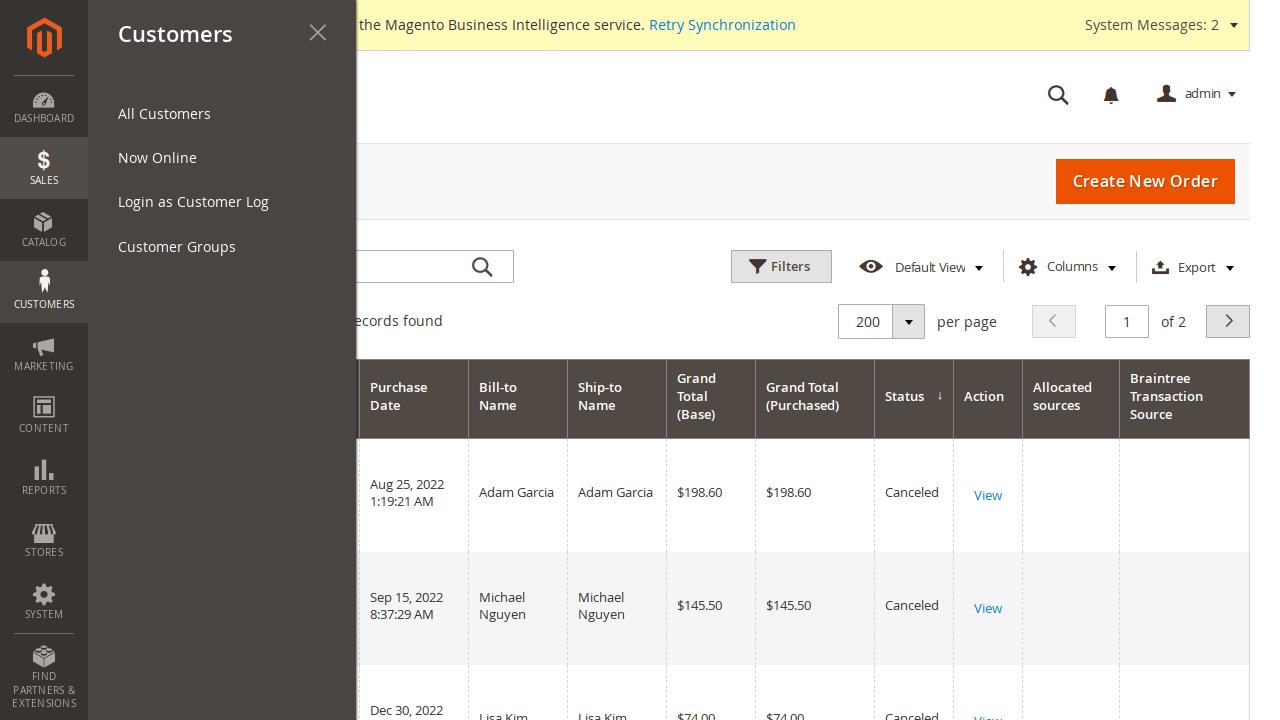 Customers
the Magento Business Intelligence service. Retry Synchronization
System Messages: 2
DASHBOARD
SALES
CATALOG
CUSTOMERS
MARKETING
CONTENT
REPORTS
STORES
SYSTEM
FIND
PARTNERS &
EXTENSIONS
All Customers
Now Online
Login as Customer Log
Customer Groups
admin
Create New Order
Filters
Default View
Columns
Export
ecords found
200
per page
1
of 2
Purchase
Date
Bill-to
Name
Ship-to
Name
Grand
Total
(Base)
Grand Total
(Purchased)
Status ↓
Action
Allocated
sources
Braintree
Transaction
Source
Aug 25, 2022
1:19:21 AM
Adam Garcia
Adam Garcia
$198.60
$198.60
Canceled
View
Sep 15, 2022
8:37:29 AM
Michael
Nguyen
Michael
Nguyen
$145.50
$145.50
Canceled
View
Dec 30, 2022
Lisa Kim
Lisa Kim
$74.00
$74.00
Canceled
View